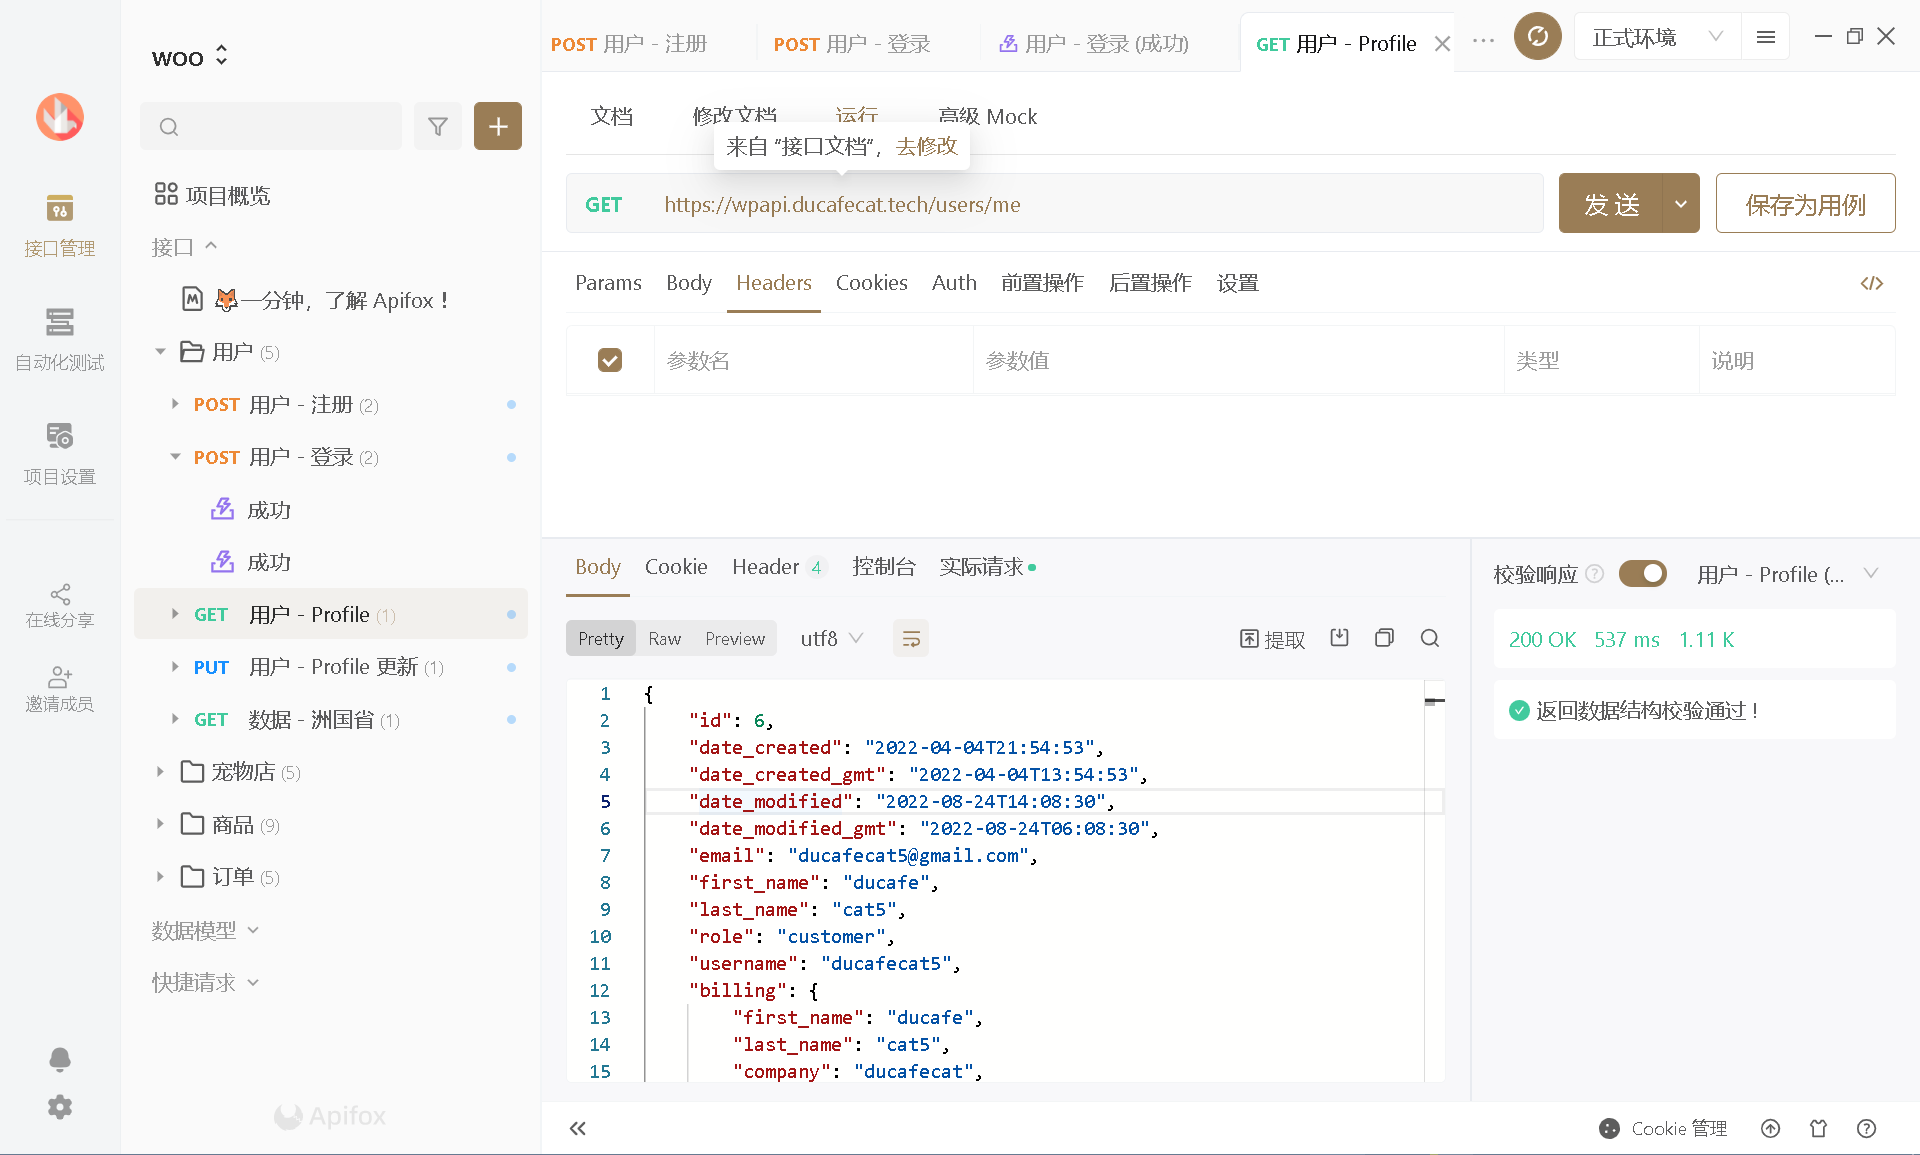 woo
POST 用户 - 注册
POST 用户 - 登录
用户 - 登录 (成功)
GET 用户 - Profile
正式环境
接口管理
自动化测试
项目设置
在线分享
邀请成员
项目概览
接口
一分钟，了解 Apifox！
用户 (5)
POST 用户 - 注册 (2)
POST 用户 - 登录 (2)
成功
成功
GET 用户 - Profile (1)
PUT 用户 - Profile 更新 (1)
GET 数据 - 洲国省 (1)
宠物店 (5)
商品 (9)
订单 (5)
数据模型
快捷请求
Apifox
文档 修改文档 运行 高级 Mock
来自 “接口文档”，去修改
GET https://wpapi.ducafecat.tech/users/me
发 送
保存为用例
Params Body Headers Cookies Auth 前置操作 后置操作 设置
参数名 参数值 类型 说明
Body Cookie Header 4 控制台 实际请求
Pretty Raw Preview utf8
提取
1 {
2 "id": 6,
3 "date_created": "2022-04-04T21:54:53",
4 "date_created_gmt": "2022-04-04T13:54:53",
5 "date_modified": "2022-08-24T14:08:30",
6 "date_modified_gmt": "2022-08-24T06:08:30",
7 "email": "ducafecat5@gmail.com",
8 "first_name": "ducafe",
9 "last_name": "cat5",
10 "role": "customer",
11 "username": "ducafecat5",
12 "billing": {
13 "first_name": "ducafe",
14 "last_name": "cat5",
15 "company": "ducafecat",
校验响应
用户 - Profile (...
200 OK 537 ms 1.11 K
返回数据结构校验通过！
Cookie 管理